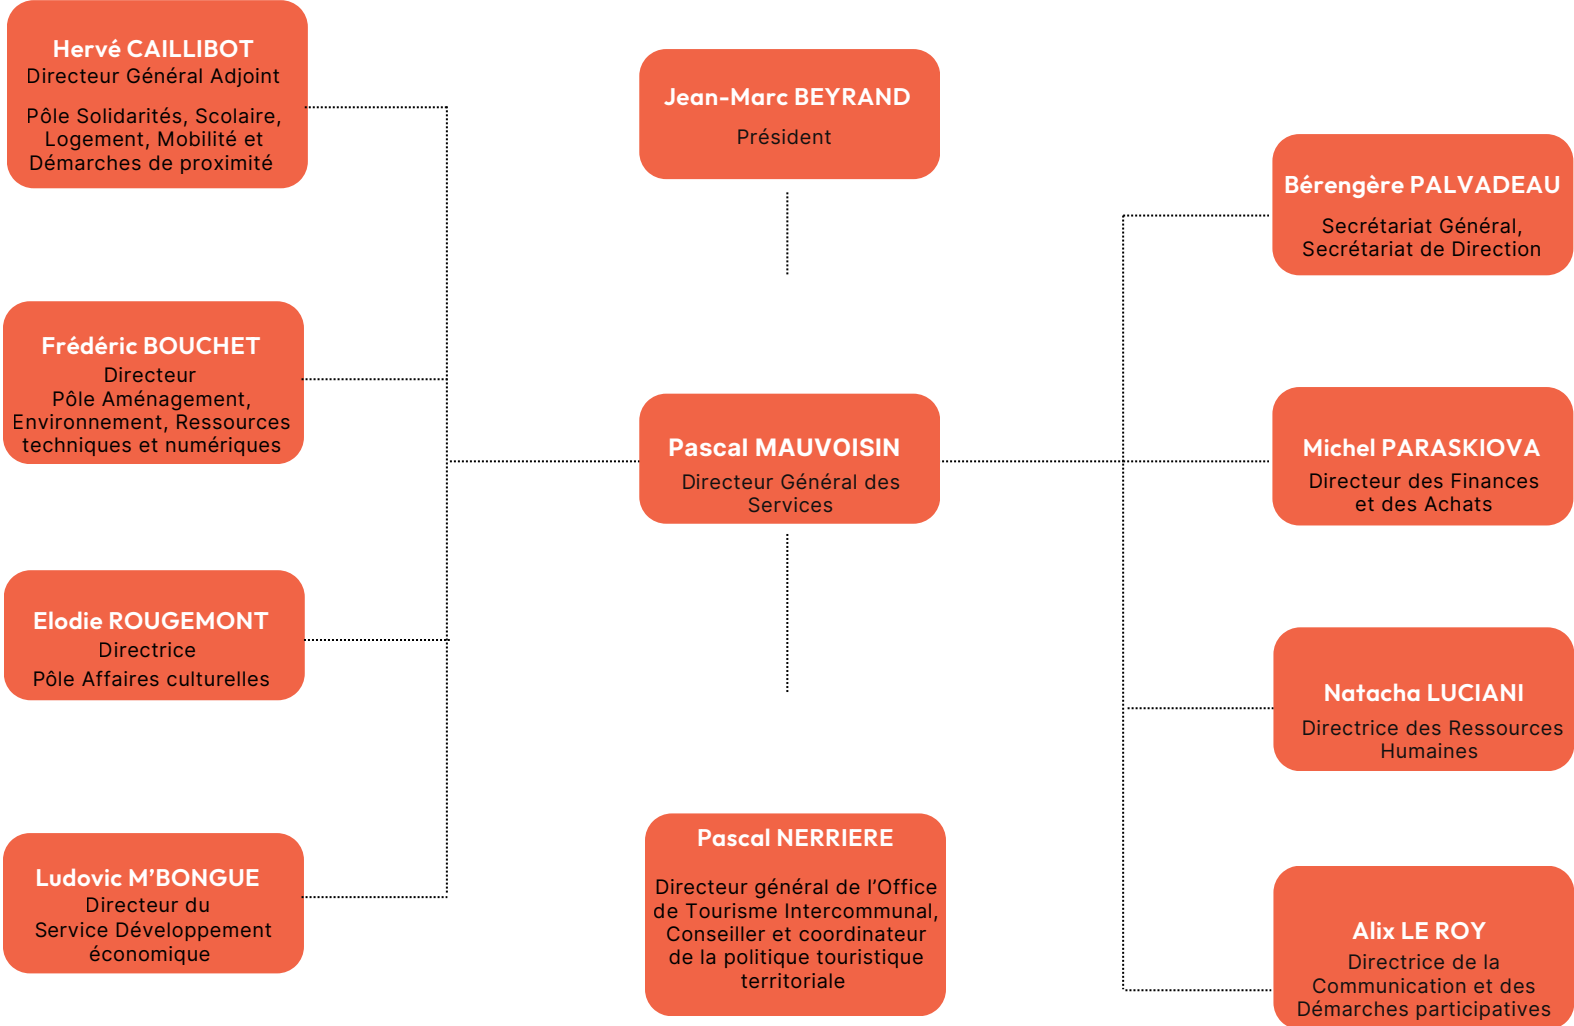 Hervé CAILLIBOT
Directeur Général Adjoint
Pôle Solidarités, Scolaire,
Logement, Mobilité et
Démarches de proximité
Frédéric BOUCHET
Directeur
Pôle Aménagement,
Environnement, Ressources
techniques et numériques
Elodie ROUGEMONT
Directrice
Pôle Affaires culturelles
Ludovic M’BONGUE
Directeur du
Service Développement
économique
Jean-Marc BEYRAND
Président
Pascal MAUVOISIN
Directeur Général des
Services
Pascal NERRIERE
Directeur général de l’Office
de Tourisme Intercommunal,
Conseiller et coordinateur
de la politique touristique
territoriale
Bérengère PALVADEAU
Secrétariat Général,
Secrétariat de Direction
Michel PARASKIOVA
Directeur des Finances
et des Achats
Natacha LUCIANI
Directrice des Ressources
Humaines
Alix LE ROY
Directrice de la
Communication et des
Démarches participatives